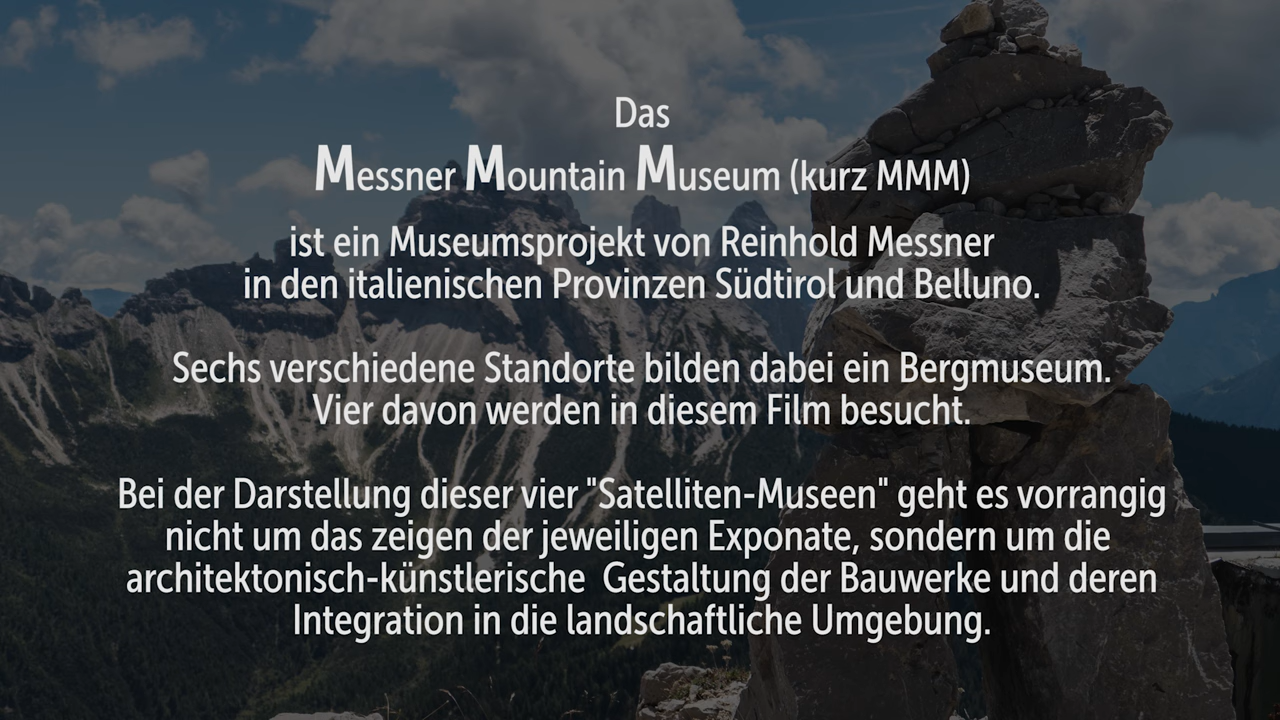 Das
Messner Mountain Museum (kurz MMM)
ist ein Museumsprojekt von Reinhold Messner
in den italienischen Provinzen Südtirol und Belluno.
Sechs verschiedene Standorte bilden dabei ein Bergmuseum.
Vier davon werden in diesem Film besucht.
Bei der Darstellung dieser vier "Satelliten-Museen" geht es vorrangig
nicht um das zeigen der jeweiligen Exponate, sondern um die
architektonisch-künstlerische  Gestaltung der Bauwerke und deren
Integration in die landschaftliche Umgebung.